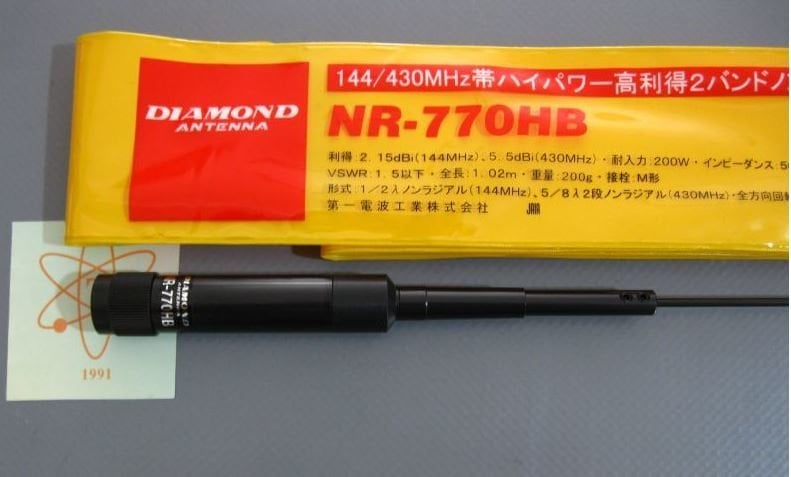 144/430MHz帯ハイパワー高利得2バンドノ
DIAMOND
ANTENNA
NR-770HB
利得:2.15dBi(144MHz)、5.5dBi(430MHz)・耐入力:200W・インピーダンス:5
VSWR:1.5以下・全長:1.02m・重量:200g・接栓:M形
形式:1/2λノンラジアル(144MHz)、5/8λ2段ノンラジアル(430MHz)・全方向回
第一電波工業株式会社 JAIA
DIAMOND
ANTENNA
NR-770HB
1991